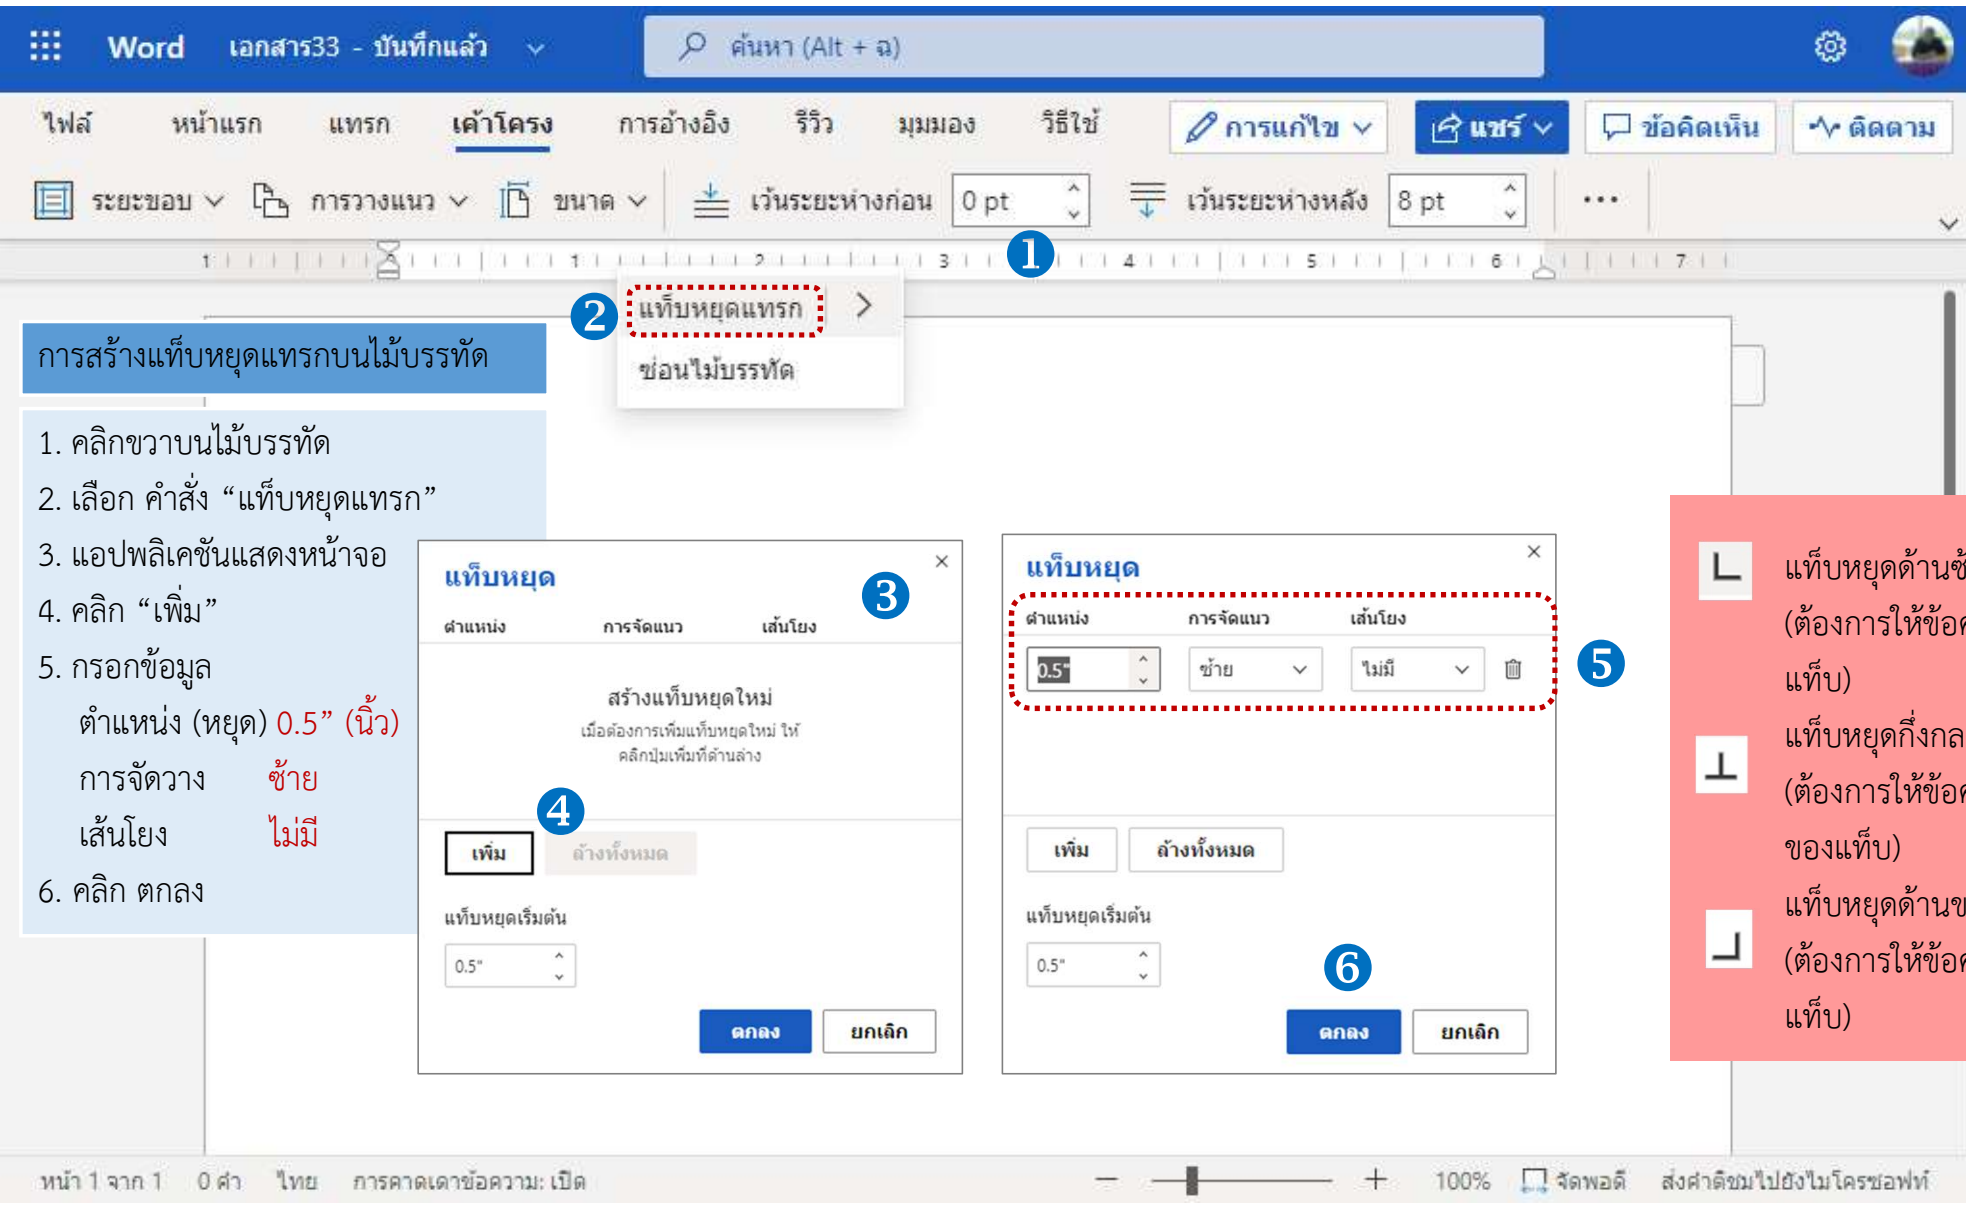 Word เอกสาร33 - บันทึกแล้ว
ค้นหา (Alt + ฉ)
ไฟล์ หน้าแรก แทรก เค้าโครง การอ้างอิง รีวิว มุมมอง วิธีใช้ การแก้ไข แชร์ ข้อคิดเห็น ติดตาม
ระยะขอบ การวางแนว ขนาด เว้นระยะห่างก่อน 0 pt เว้นระยะห่างหลัง 8 pt ...
1 1 2 3 1 4 5 6 7
2 แท็บหยุดแทรก
ซ่อนไม้บรรทัด
การสร้างแท็บหยุดแทรกบนไม้บรรทัด
1. คลิกขวาบนไม้บรรทัด
2. เลือก คำสั่ง “แท็บหยุดแทรก”
3. แอปพลิเคชันแสดงหน้าจอ
4. คลิก “เพิ่ม”
5. กรอกข้อมูล
ตำแหน่ง (หยุด) 0.5” (นิ้ว)
การจัดวาง ซ้าย
เส้นโยง ไม่มี
6. คลิก ตกลง
แท็บหยุด
3
ตำแหน่ง การจัดแนว เส้นโยง
สร้างแท็บหยุดใหม่
เมื่อต้องการเพิ่มแท็บหยุดใหม่ ให้
คลิกปุ่มเพิ่มที่ด้านล่าง
4
เพิ่ม ล้างทั้งหมด
แท็บหยุดเริ่มต้น
0.5"
ตกลง ยกเลิก
แท็บหยุด
ตำแหน่ง การจัดแนว เส้นโยง
0.5" ซ้าย ไม่มี
5
เพิ่ม ล้างทั้งหมด
แท็บหยุดเริ่มต้น
0.5"
6
ตกลง ยกเลิก
แท็บหยุดด้านซ้
(ต้องการให้ข้อค
แท็บ)
แท็บหยุดกึ่งกล
(ต้องการให้ข้อค
ของแท็บ)
แท็บหยุดด้านข
(ต้องการให้ข้อค
แท็บ)
หน้า 1 จาก 1 0 คำ ไทย การคาดเดาข้อความ: เปิด 100% จัดพอดี ส่งคำติชมไปยังไมโครซอฟท์